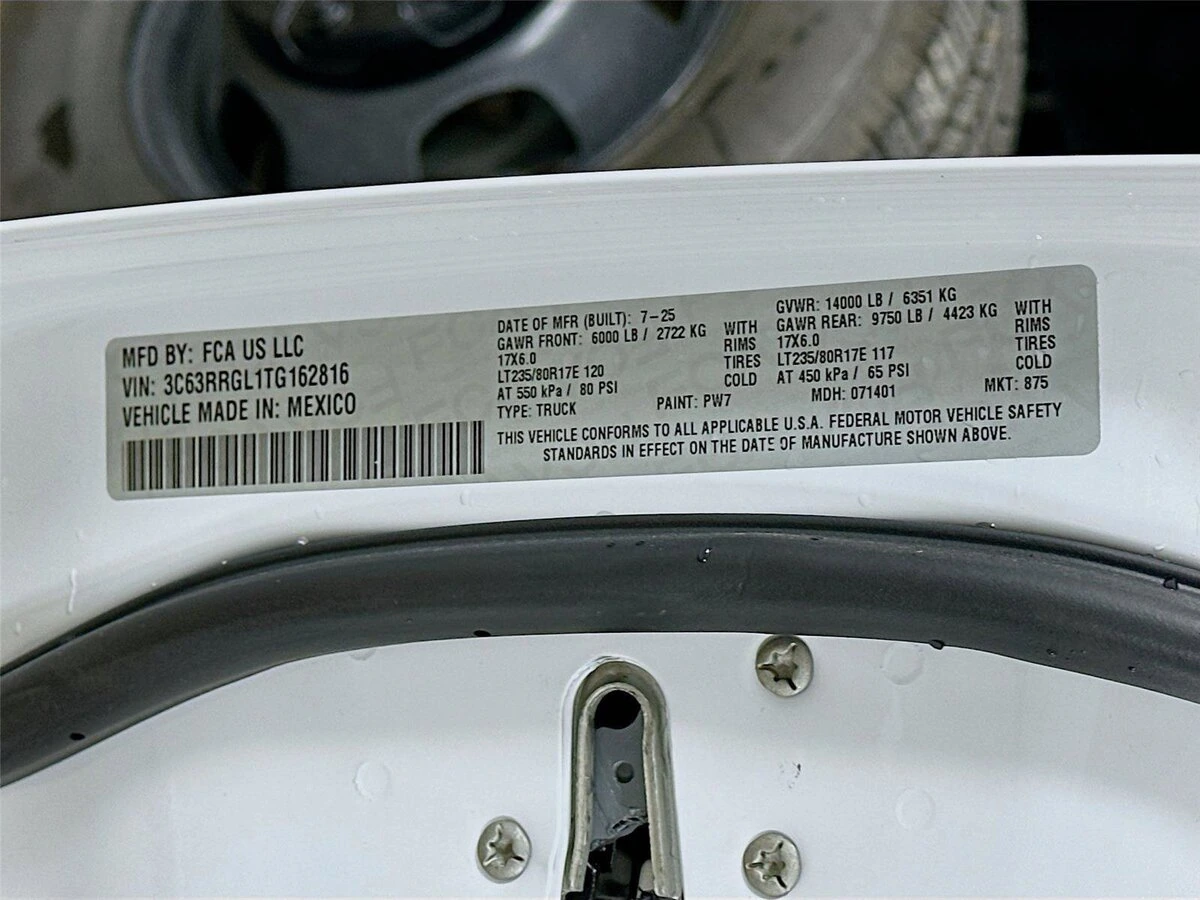 MFD BY: FCA US LLC
VIN: 3C63RRGL1TG162816
VEHICLE MADE IN: MEXICO
DATE OF MFR (BUILT): 7-25
GAWR FRONT: 6000 LB / 2722 KG WITH
17X6.0 RIMS
LT235/80R17E 120 TIRES
AT 550 kPa / 80 PSI COLD
TYPE: TRUCK PAINT: PW7
GVWR: 14000 LB / 6351 KG
GAWR REAR: 9750 LB / 4423 KG WITH
17X6.0 RIMS
LT235/80R17E 117 TIRES
AT 450 kPa / 65 PSI COLD
MDH: 071401 MKT: 875
THIS VEHICLE CONFORMS TO ALL APPLICABLE U.S.A. FEDERAL MOTOR VEHICLE SAFETY
STANDARDS IN EFFECT ON THE DATE OF MANUFACTURE SHOWN ABOVE.